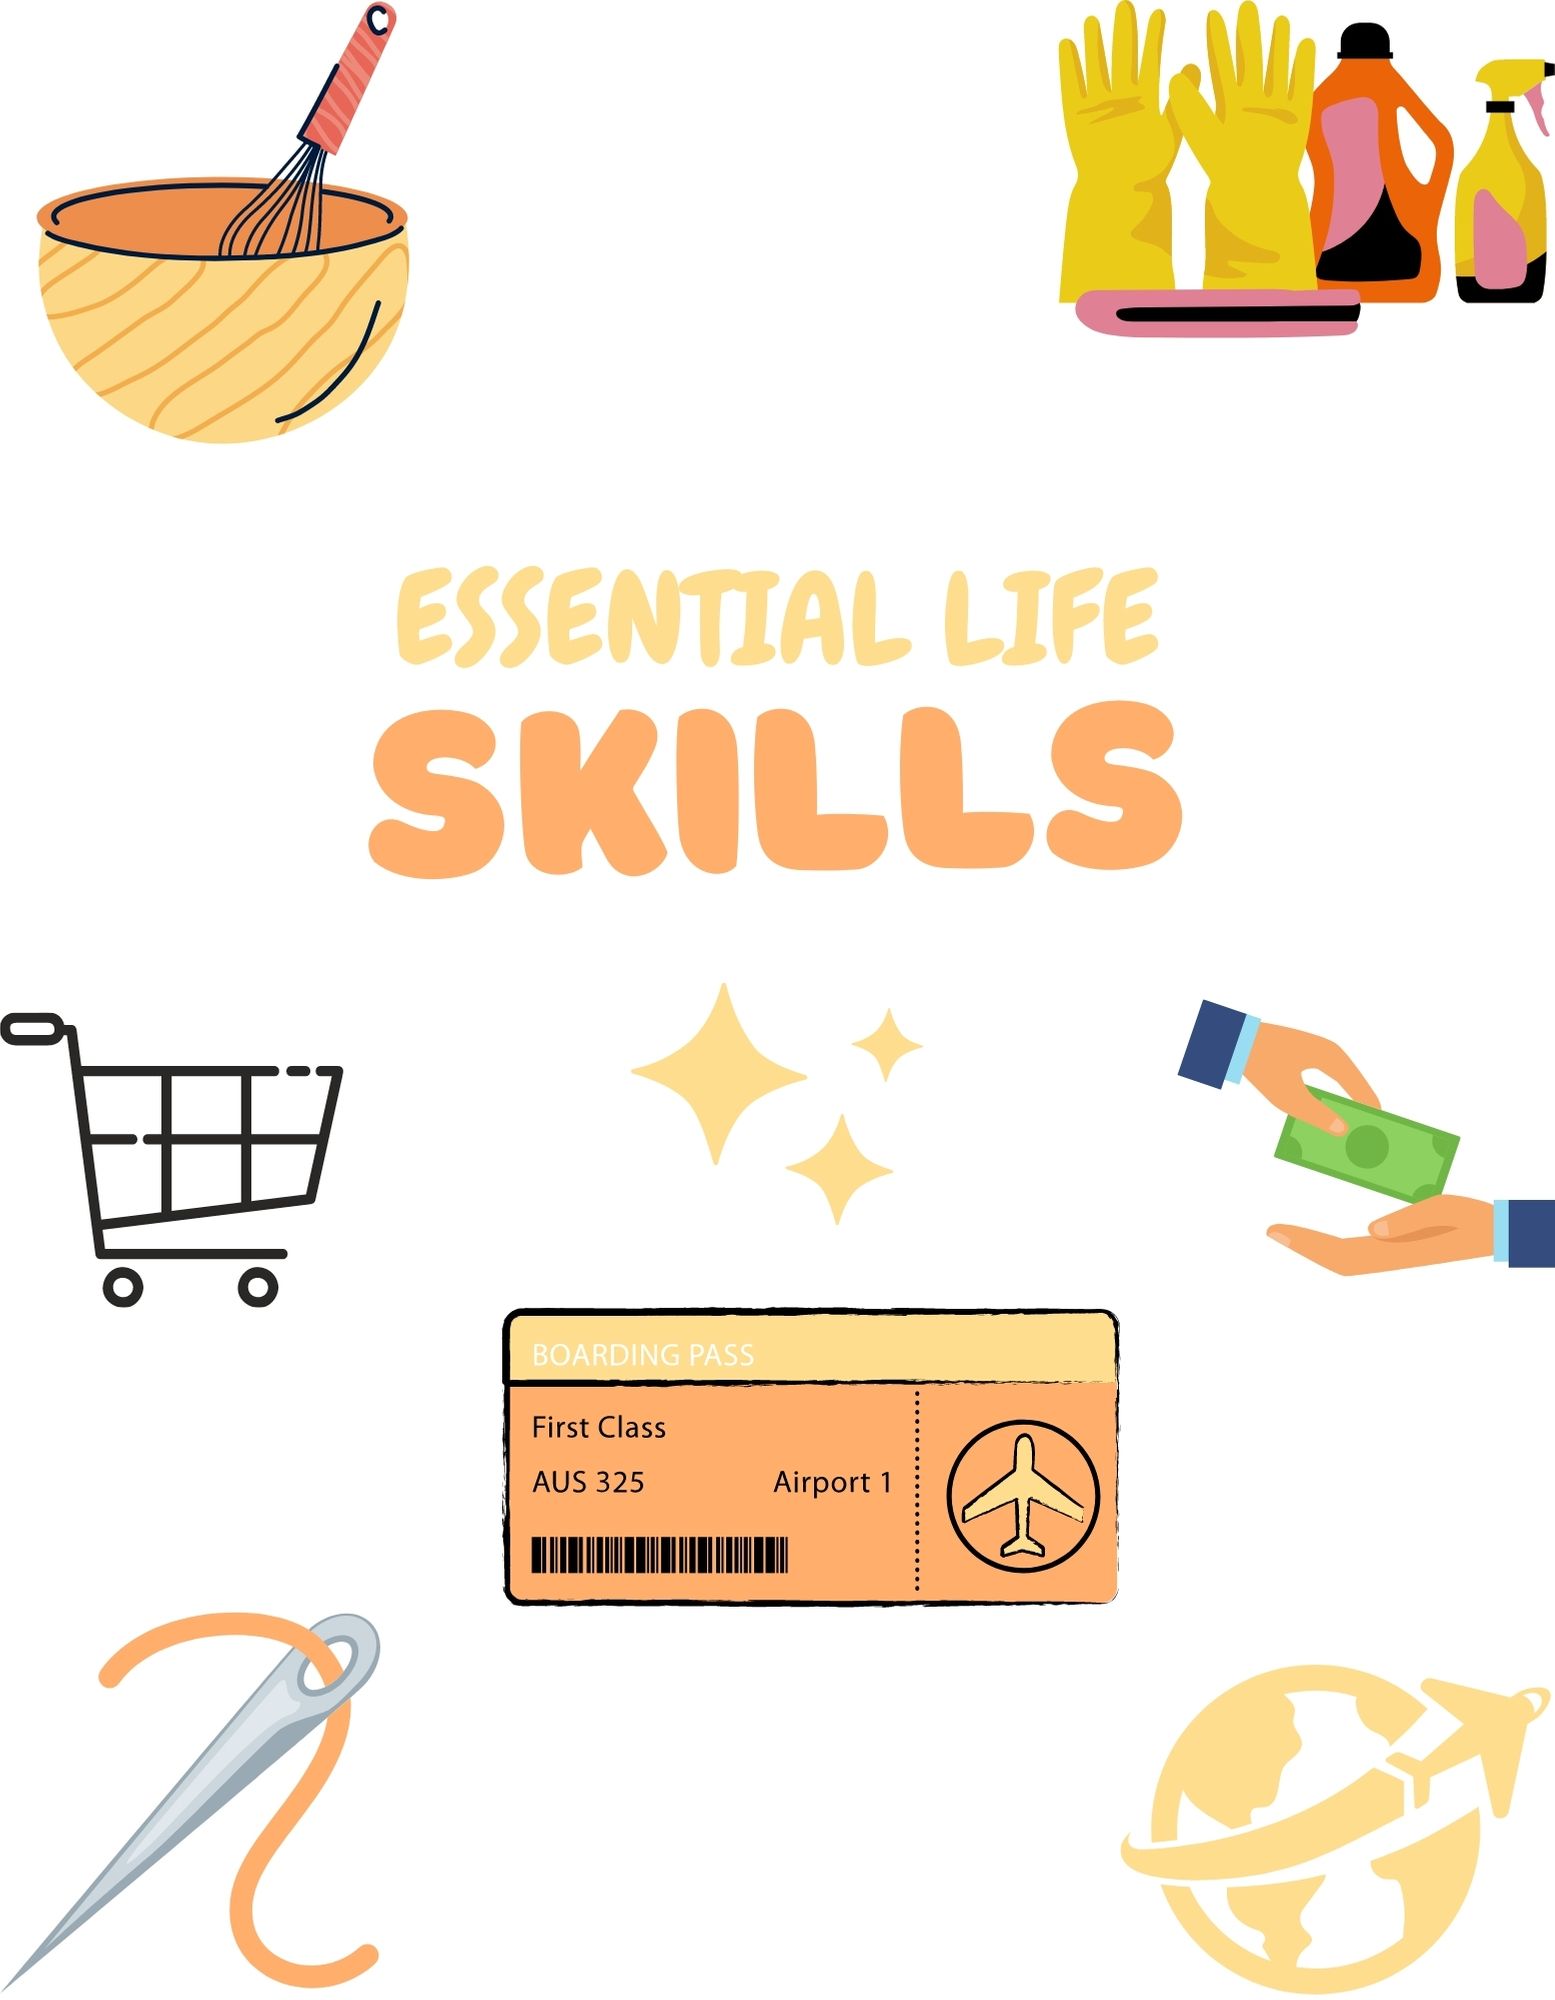 ESSENTIAL LIFE
SKILLS
BOARDING PASS
First Class
AUS 325 Airport 1